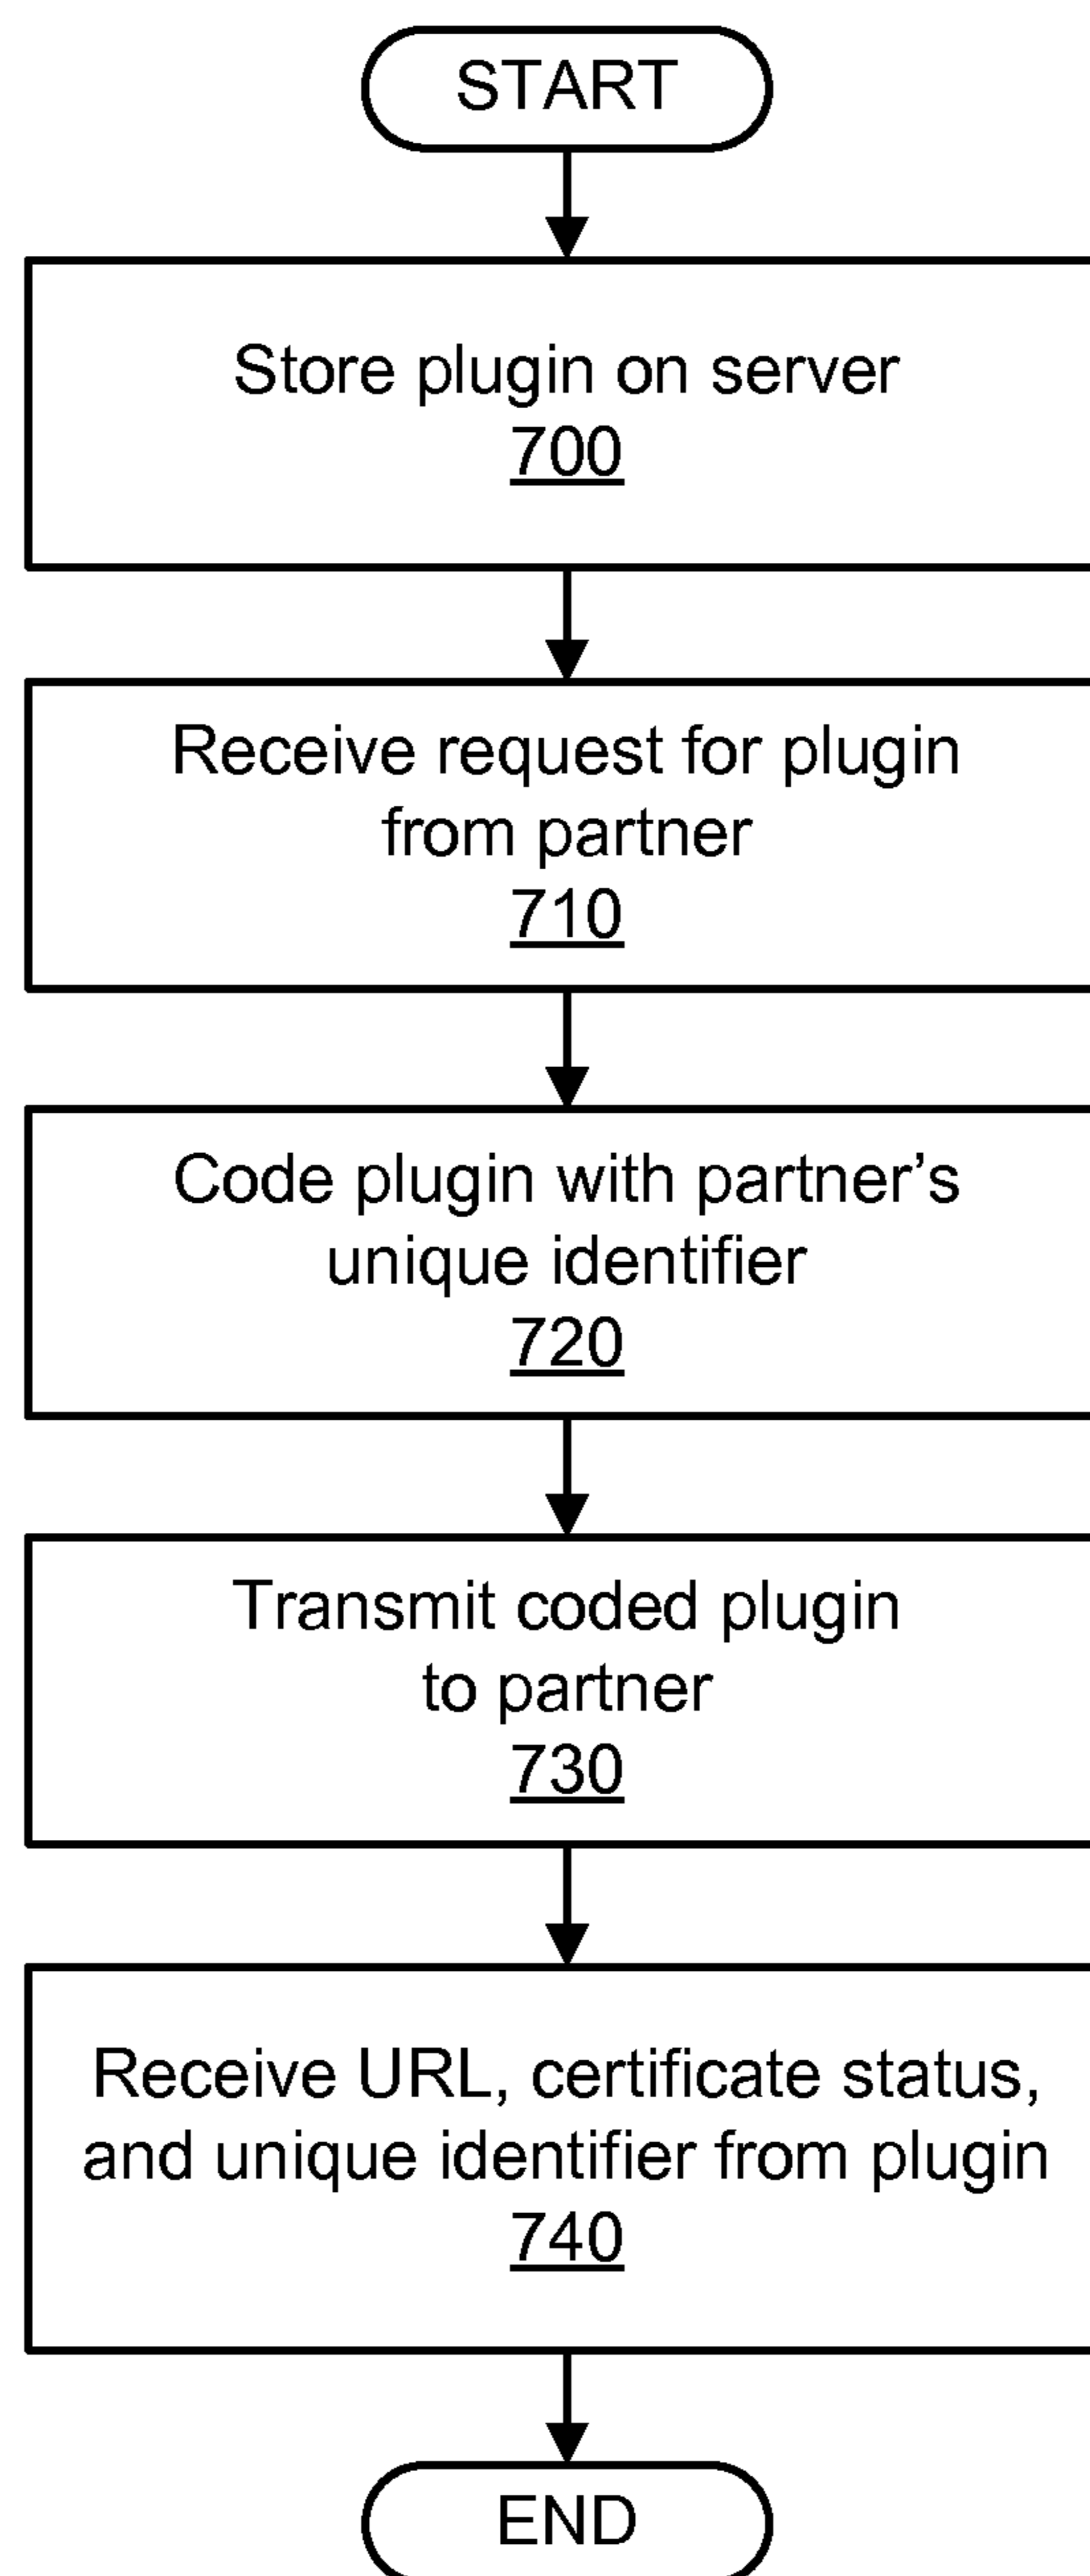 START
Store plugin on server
700
Receive request for plugin
from partner
710
Code plugin with partner’s
unique identifier
720
Transmit coded plugin
to partner
730
Receive URL, certificate status,
and unique identifier from plugin
740
END